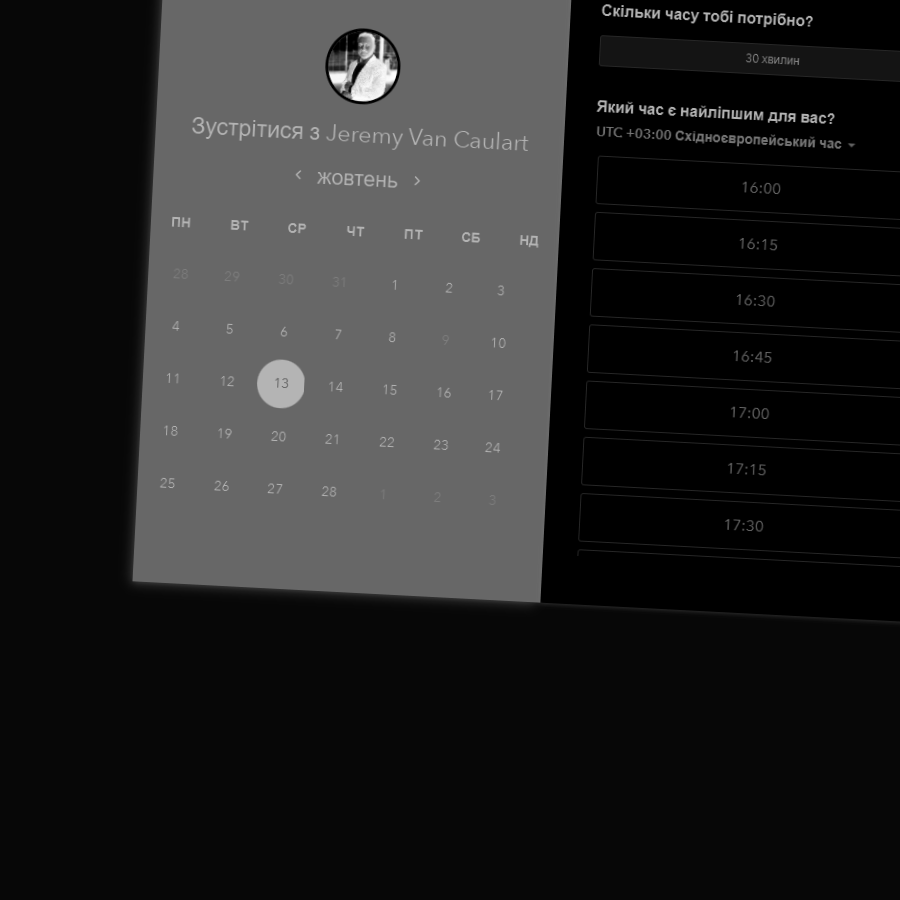 Зустрітися з Jeremy Van Caulart
жовтень
ПН ВТ СР ЧТ ПТ СБ НД
28 29 30 31 1 2 3
4 5 6 7 8 9 10
11 12 13 14 15 16 17
18 19 20 21 22 23 24
25 26 27 28 1 2 3
Скільки часу тобі потрібно?
30 хвилин
Який час є найліпшим для вас?
UTC +03:00 Східноєвропейський час
16:00
16:15
16:30
16:45
17:00
17:15
17:30